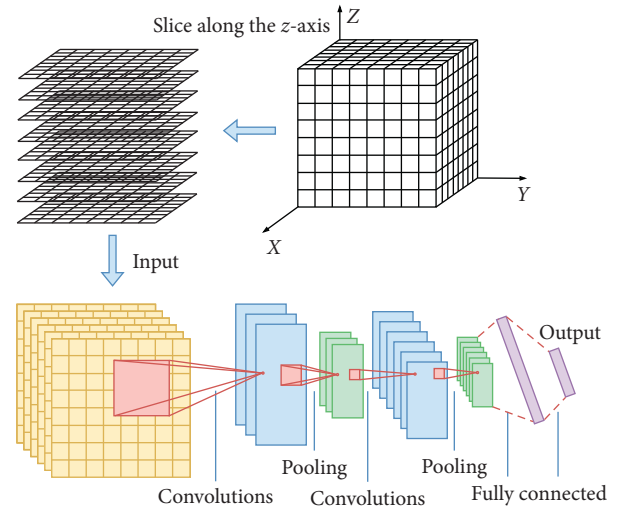 Slice along the z-axis
Z
Y
X
Input
Output
Pooling
Pooling
Convolutions
Convolutions
Fully connected